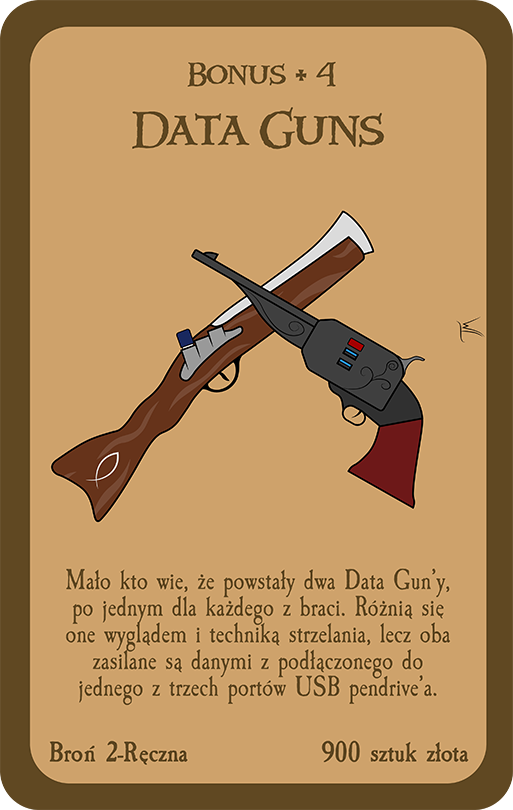 Bonus + 4
Data Guns
Mało kto wie, że powstały dwa Data Gun'y,
po jednym dla każdego z braci. Różnią się
one wyglądem i techniką strzelania, lecz oba
zasilane są danymi z podłączonego do
jednego z trzech portów USB pendrive'a.
Broń 2-Ręczna
900 sztuk złota